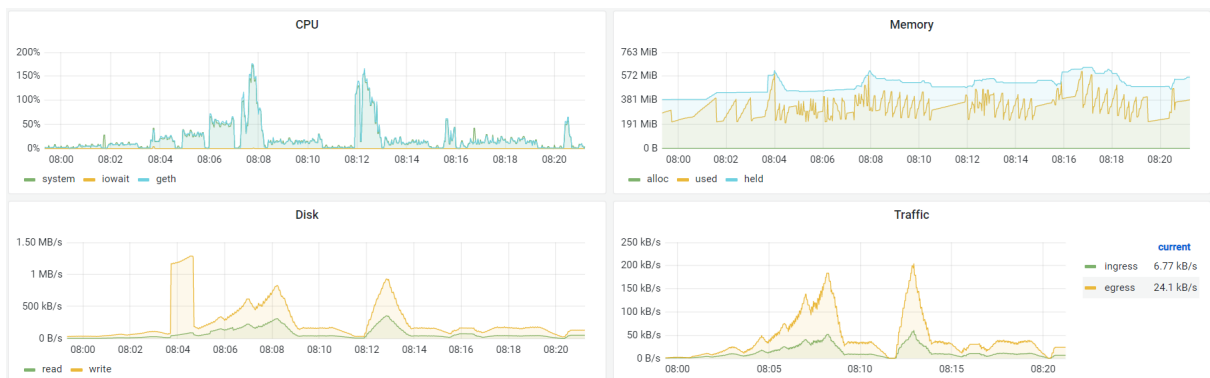 CPU
200%
150%
100%
50%
0%
08:00 08:02 08:04 08:06 08:08 08:10 08:12 08:14 08:16 08:18 08:20
system iowait geth
Memory
763 MiB
572 MiB
381 MiB
191 MiB
0 B
08:00 08:02 08:04 08:06 08:08 08:10 08:12 08:14 08:16 08:18 08:20
alloc used held
Disk
1.50 MB/s
1 MB/s
500 kB/s
0 B/s
08:00 08:02 08:04 08:06 08:08 08:10 08:12 08:14 08:16 08:18 08:20
read write
Traffic
250 kB/s
200 kB/s
150 kB/s
100 kB/s
50 kB/s
0 B/s
08:00 08:05 08:10 08:15 08:20
current
ingress 6.77 kB/s
egress 24.1 kB/s